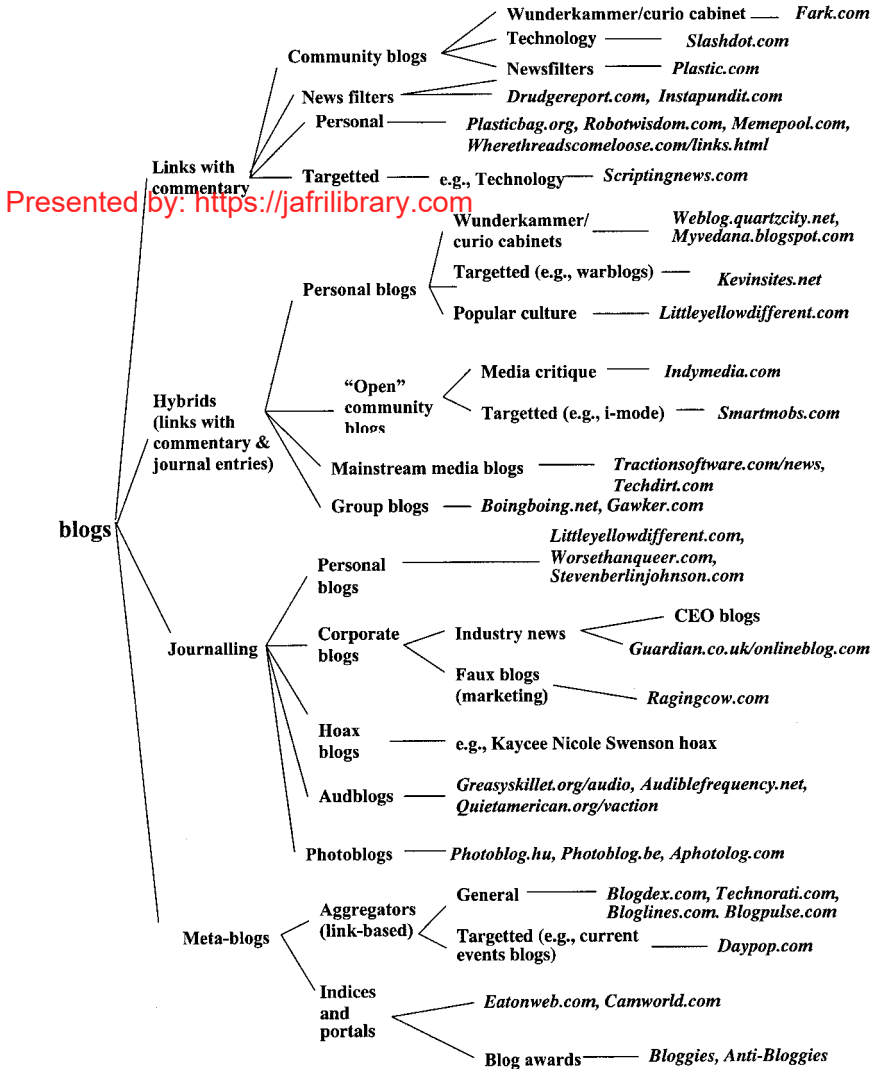 Wunderkammer/curio cabinet Fark.com
Technology Slashdot.com
Community blogs
Newsfilters Plastic.com
News filters Drudgereport.com, Instapundit.com
Personal Plasticbag.org, Robotwisdom.com, Memepool.com,
Wherethreadscomeloose.com/links.html
Links with
commentary
Targetted e.g., Technology Scriptingnews.com
Presented by: https://jafrilibrary.com
Wunderkammer/
curio cabinets
Weblog.quartzcity.net,
Myvedana.blogspot.com
Personal blogs
Targetted (e.g., warblogs) Kevinsites.net
Popular culture Littleyellowdifferent.com
Hybrids
(links with
commentary &
journal entries)
"Open"
community
blogs
Media critique Indymedia.com
Targetted (e.g., i-mode) Smartmobs.com
Mainstream media blogs Tractionsoftware.com/news,
Techdirt.com
Group blogs Boingboing.net, Gawker.com
blogs
Personal
blogs
Littleyellowdifferent.com,
Worsethanqueer.com,
Stevenberlinjohnson.com
Journalling
Corporate
blogs
Industry news
CEO blogs
Guardian.co.uk/onlineblog.com
Faux blogs
(marketing)
Ragingcow.com
Hoax
blogs
e.g., Kaycee Nicole Swenson hoax
Audblogs
Greasyskillet.org/audio, Audiblefrequency.net,
Quietamerican.org/vaction
Photoblogs Photoblog.hu, Photoblog.be, Aphotolog.com
Meta-blogs
Aggregators
(link-based)
General
Blogdex.com, Technorati.com,
Bloglines.com. Blogpulse.com
Targetted (e.g., current
events blogs)
Daypop.com
Indices
and
portals
Eatonweb.com, Camworld.com
Blog awards Bloggies, Anti-Bloggies